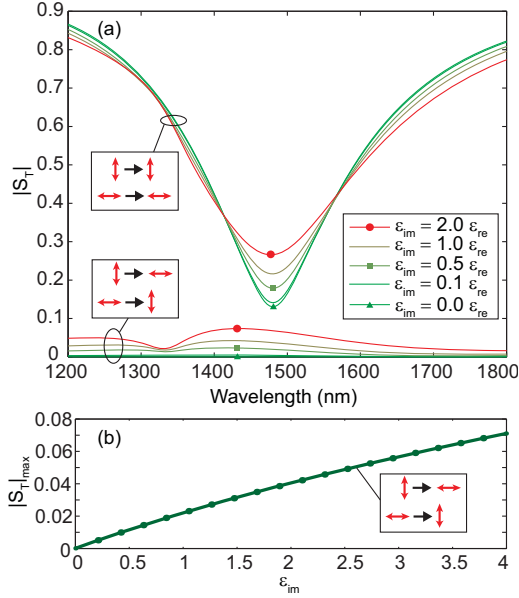 (a)
|S_T|
0.9
0.8
0.7
0.6
0.5
0.4
0.3
0.2
0.1
0
ε_im = 2.0 ε_re
ε_im = 1.0 ε_re
ε_im = 0.5 ε_re
ε_im = 0.1 ε_re
ε_im = 0.0 ε_re
1200 1300 1400 1500 1600 1700 1800
Wavelength (nm)
(b)
|S_T|_max
0.08
0.06
0.04
0.02
0
0 0.5 1 1.5 2 2.5 3 3.5 4
ε_im